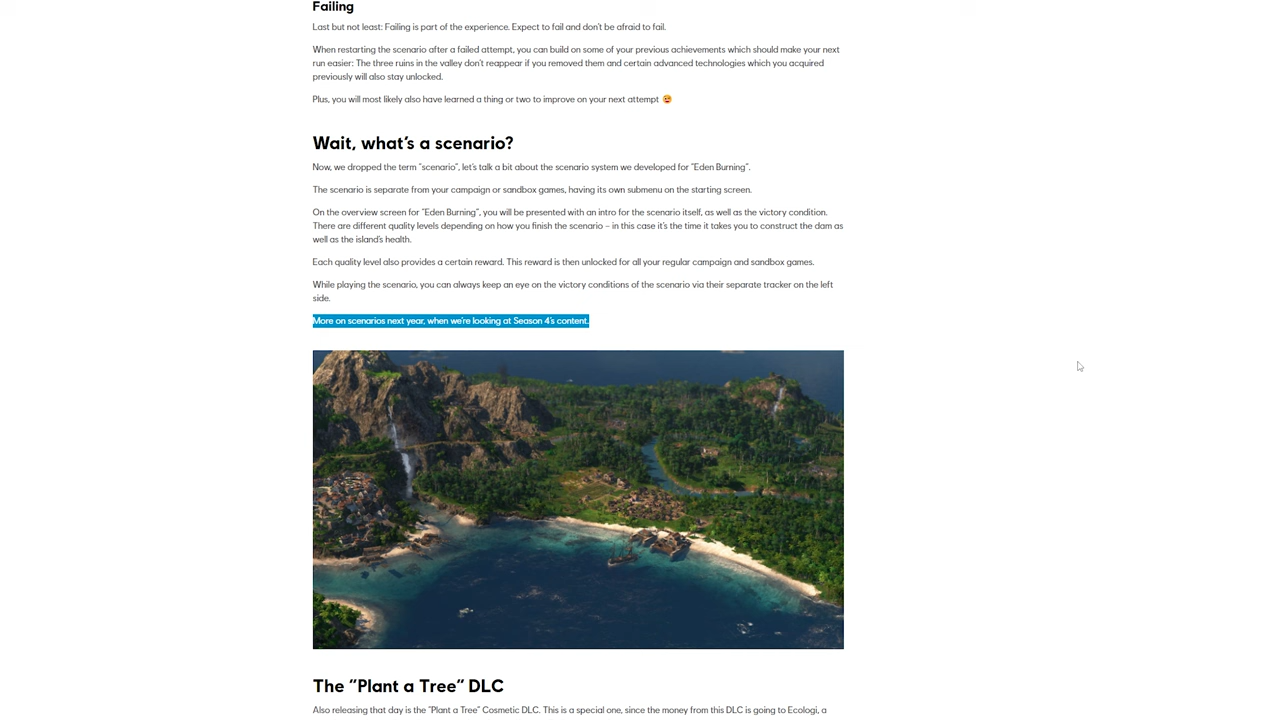 Failing
Last but not least: Failing is part of the experience. Expect to fail and don't be afraid to fail.
When restarting the scenario after a failed attempt, you can build on some of your previous achievements which should make your next
run easier: The three ruins in the valley don't reappear if you removed them and certain advanced technologies which you acquired
previously will also stay unlocked.
Plus, you will most likely also have learned a thing or two to improve on your next attempt 😅
Wait, what's a scenario?
Now, we dropped the term "scenario", let's talk a bit about the scenario system we developed for "Eden Burning".
The scenario is separate from your campaign or sandbox games, having its own submenu on the starting screen.
On the overview screen for "Eden Burning", you will be presented with an intro for the scenario itself, as well as the victory condition.
There are different quality levels depending on how you finish the scenario – in this case it's the time it takes you to construct the dam as
well as the island's health.
Each quality level also provides a certain reward. This reward is then unlocked for all your regular campaign and sandbox games.
While playing the scenario, you can always keep an eye on the victory conditions of the scenario via their separate tracker on the left
side.
More on scenarios next year, when we're looking at Season 4's content.
The "Plant a Tree" DLC
Also releasing that day is the "Plant a Tree" Cosmetic DLC. This is a special one, since the money from this DLC is going to Ecologi, a